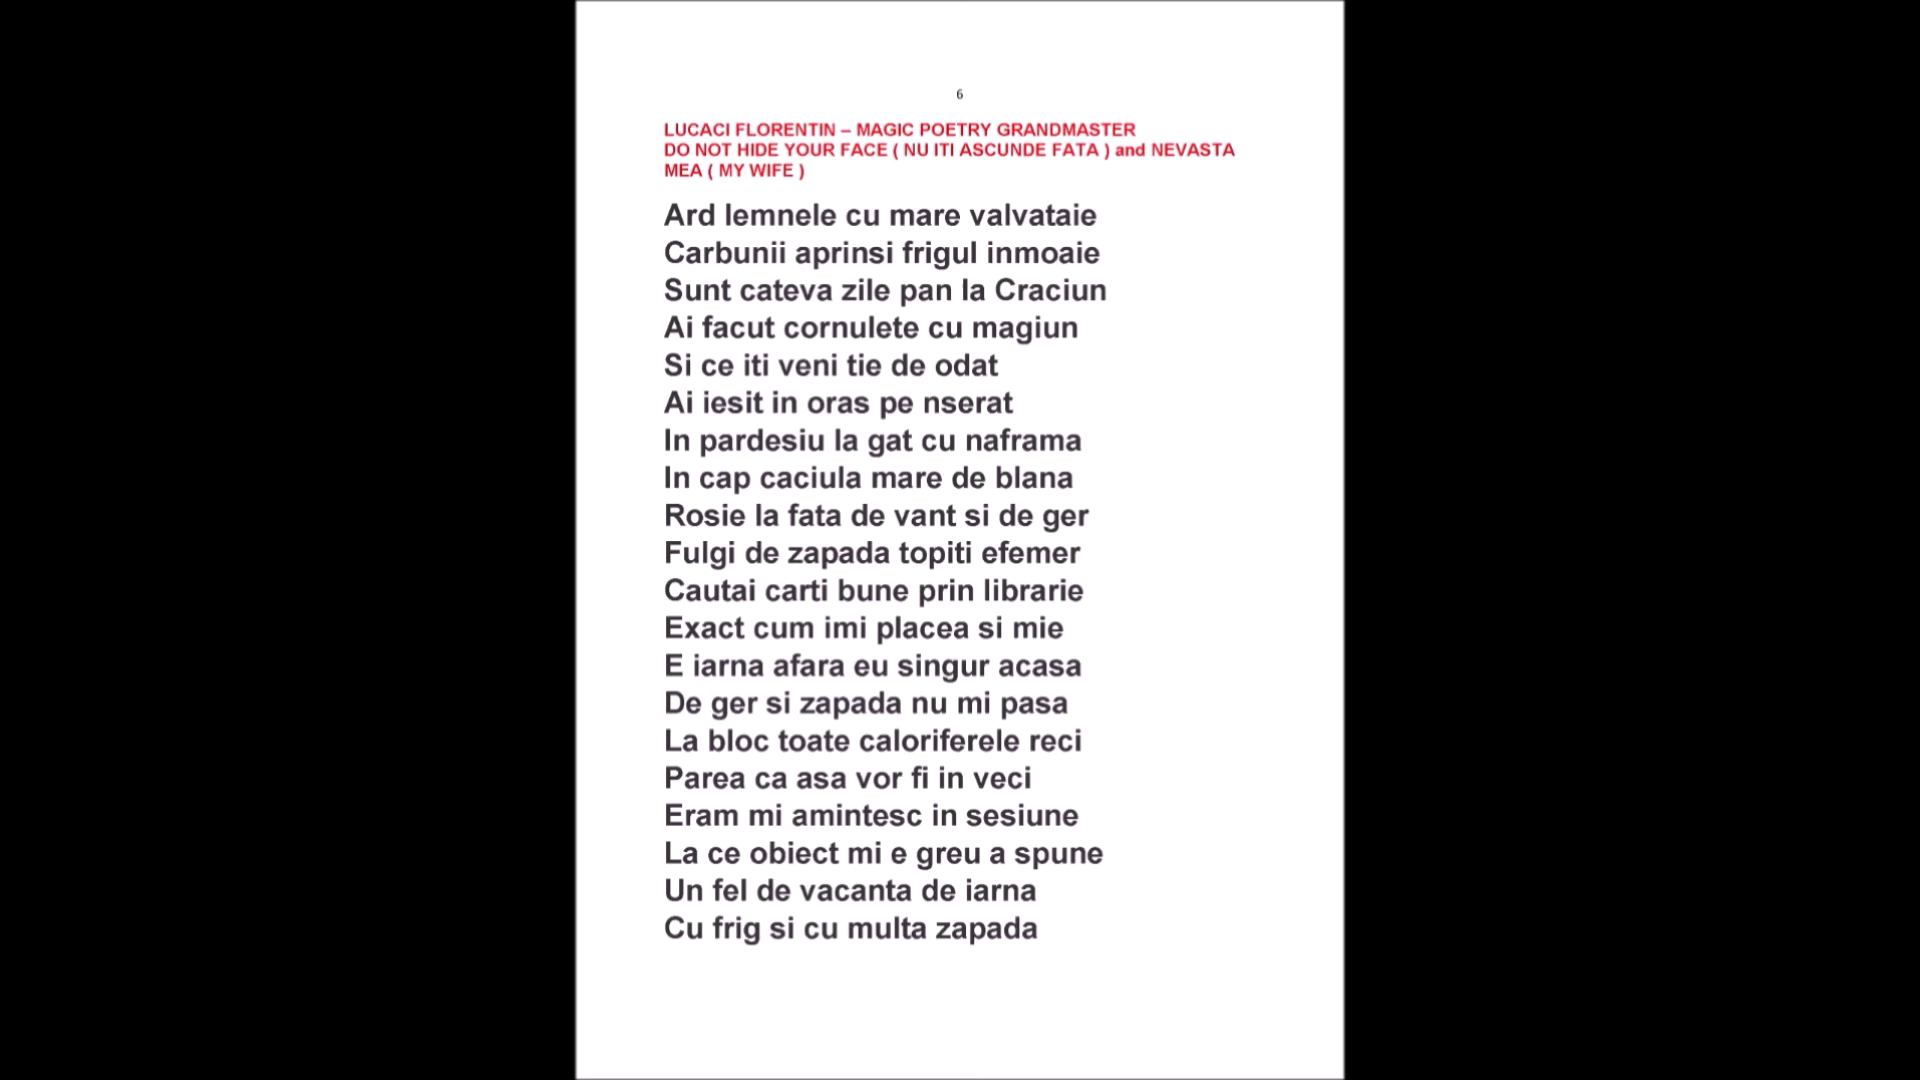 6
LUCACI FLORENTIN – MAGIC POETRY GRANDMASTER
DO NOT HIDE YOUR FACE ( NU ITI ASCUNDE FATA ) and NEVASTA
MEA ( MY WIFE )
Ard lemnele cu mare valvataie
Carbunii aprinsi frigul inmoaie
Sunt cateva zile pan la Craciun
Ai facut cornulete cu magiun
Si ce iti veni tie de odat
Ai iesit in oras pe nserat
In pardesiu la gat cu naframa
In cap caciula mare de blana
Rosie la fata de vant si de ger
Fulgi de zapada topiti efemer
Cautai carti bune prin librarie
Exact cum imi placea si mie
E iarna afara eu singur acasa
De ger si zapada nu mi pasa
La bloc toate caloriferele reci
Parea ca asa vor fi in veci
Eram mi amintesc in sesiune
La ce obiect mi e greu a spune
Un fel de vacanta de iarna
Cu frig si cu multa zapada